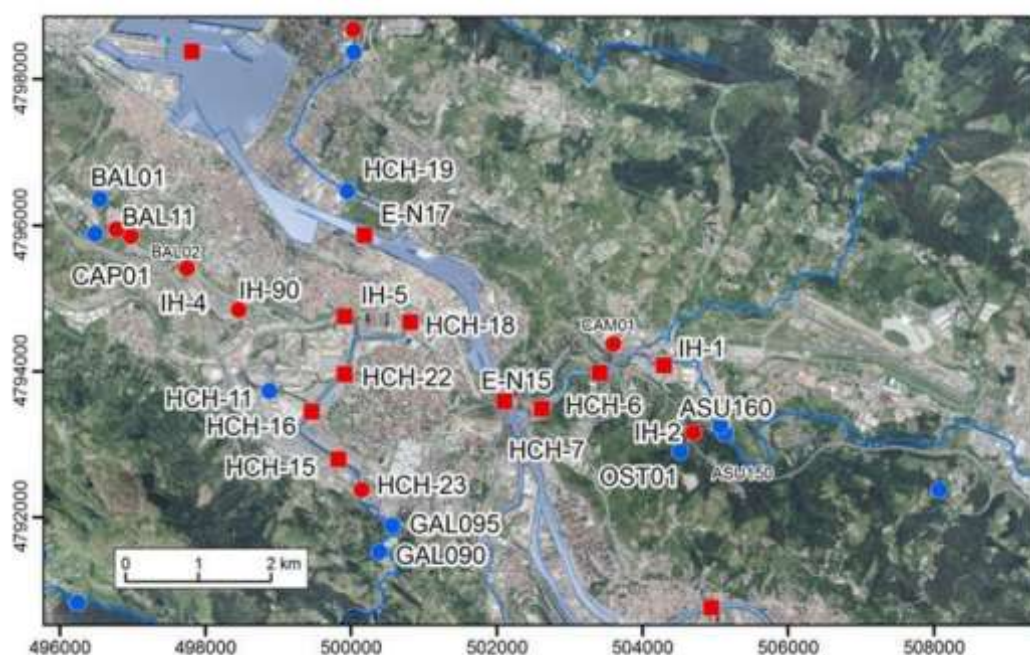 4798000
HCH-19
BAL01
E-N17
4796000
BAL11
BAL02
CAP01
IH-90
IH-4
IH-5
HCH-18
CAM01
IH-1
4794000
HCH-22
E-N15
HCH-11
HCH-6
ASU160
HCH-16
IH-2
HCH-7
HCH-15
OST01
ASU150
HCH-23
4792000
GAL095
GAL090
0 1 2 km
496000 498000 500000 502000 504000 506000 508000